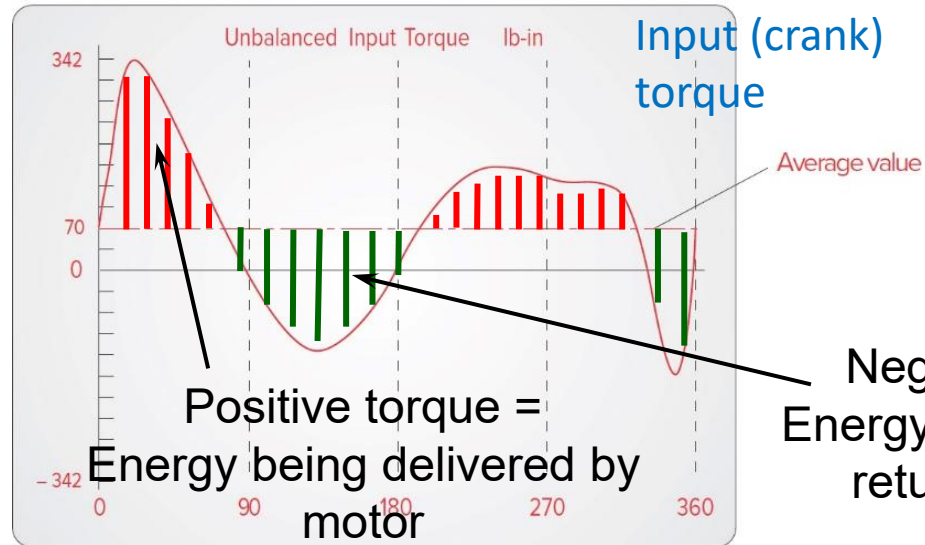 Unbalanced Input Torque lb-in
Input (crank)
torque
342
Average value
70
0
Neg
Positive torque =
Energy
Energy being delivered by
retu
motor
– 342
0 90 180 270 360